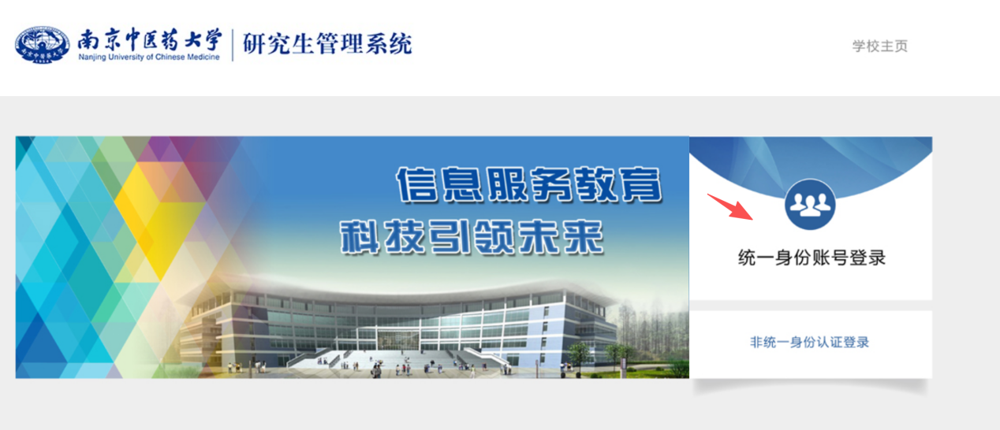 南京中医药大学
Nanjing University of Chinese Medicine
研究生管理系统
学校主页
信息服务教育
科技引领未来
统一身份账号登录
非统一身份认证登录